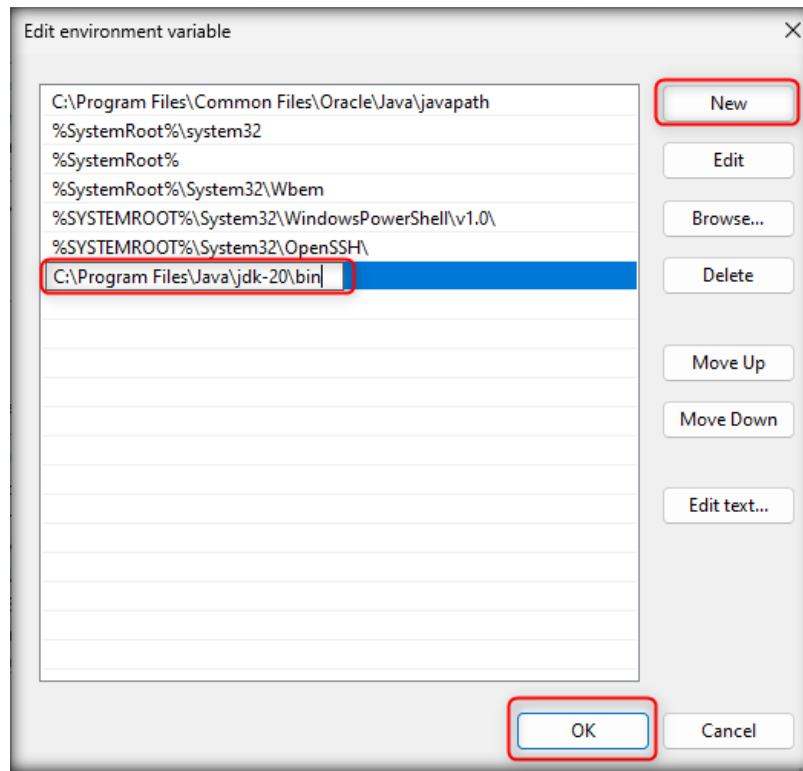 Edit environment variable
C:\Program Files\Common Files\Oracle\Java\javapath
%SystemRoot%\system32
%SystemRoot%
%SystemRoot%\System32\Wbem
%SYSTEMROOT%\System32\WindowsPowerShell\v1.0\
%SYSTEMROOT%\System32\OpenSSH\
C:\Program Files\Java\jdk-20\bin
New
Edit
Browse...
Delete
Move Up
Move Down
Edit text...
OK
Cancel